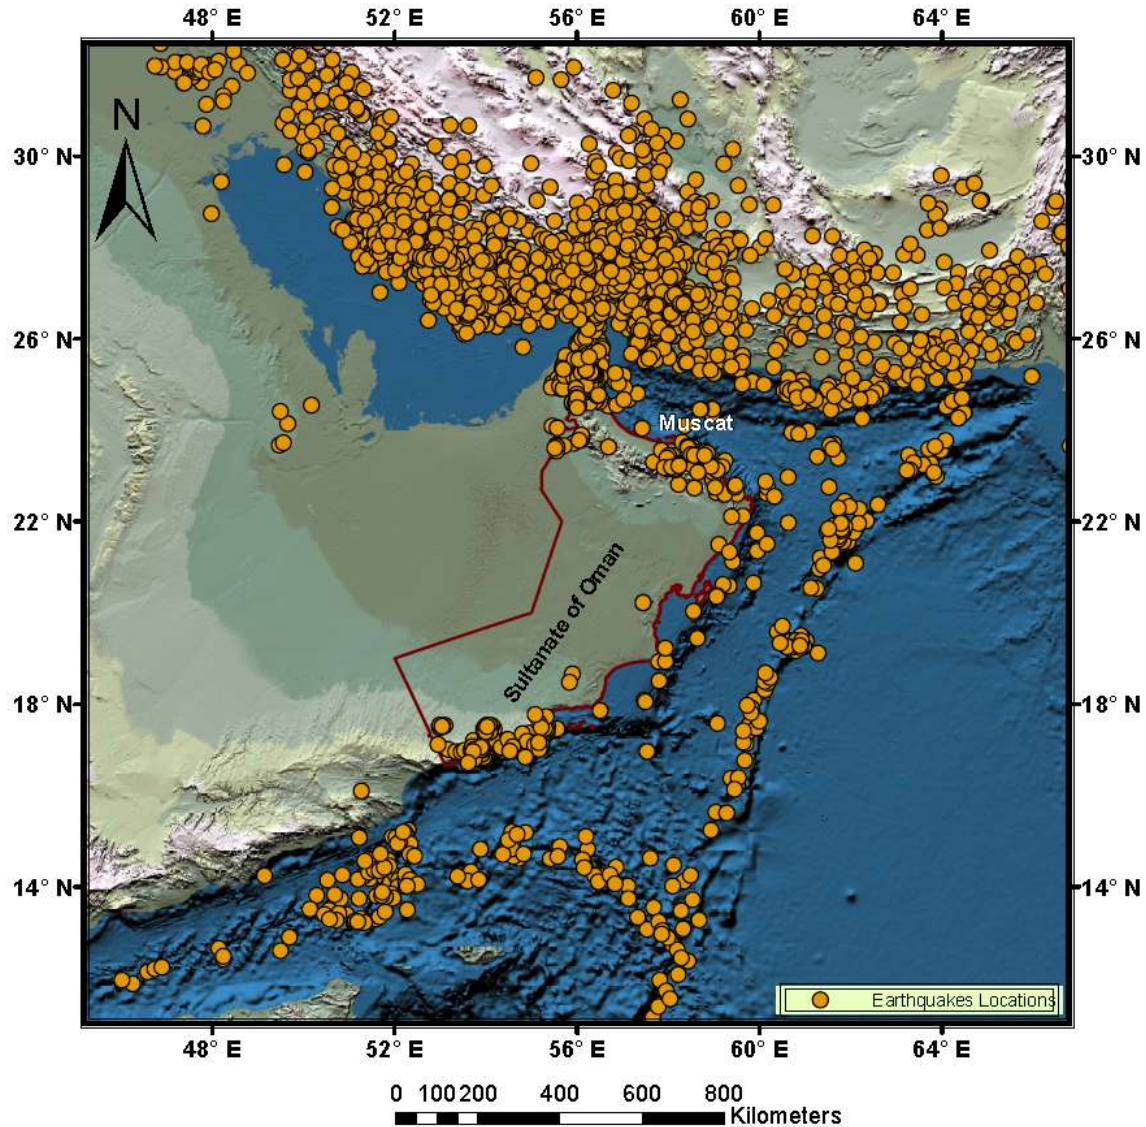 48° E 52° E 56° E 60° E 64° E
N
30° N 30° N
26° N 26° N
Muscat
22° N 22° N
Sultanate of Oman
18° N 18° N
14° N 14° N
Earthquakes Locations
48° E 52° E 56° E 60° E 64° E
0 100 200 400 600 800
Kilometers